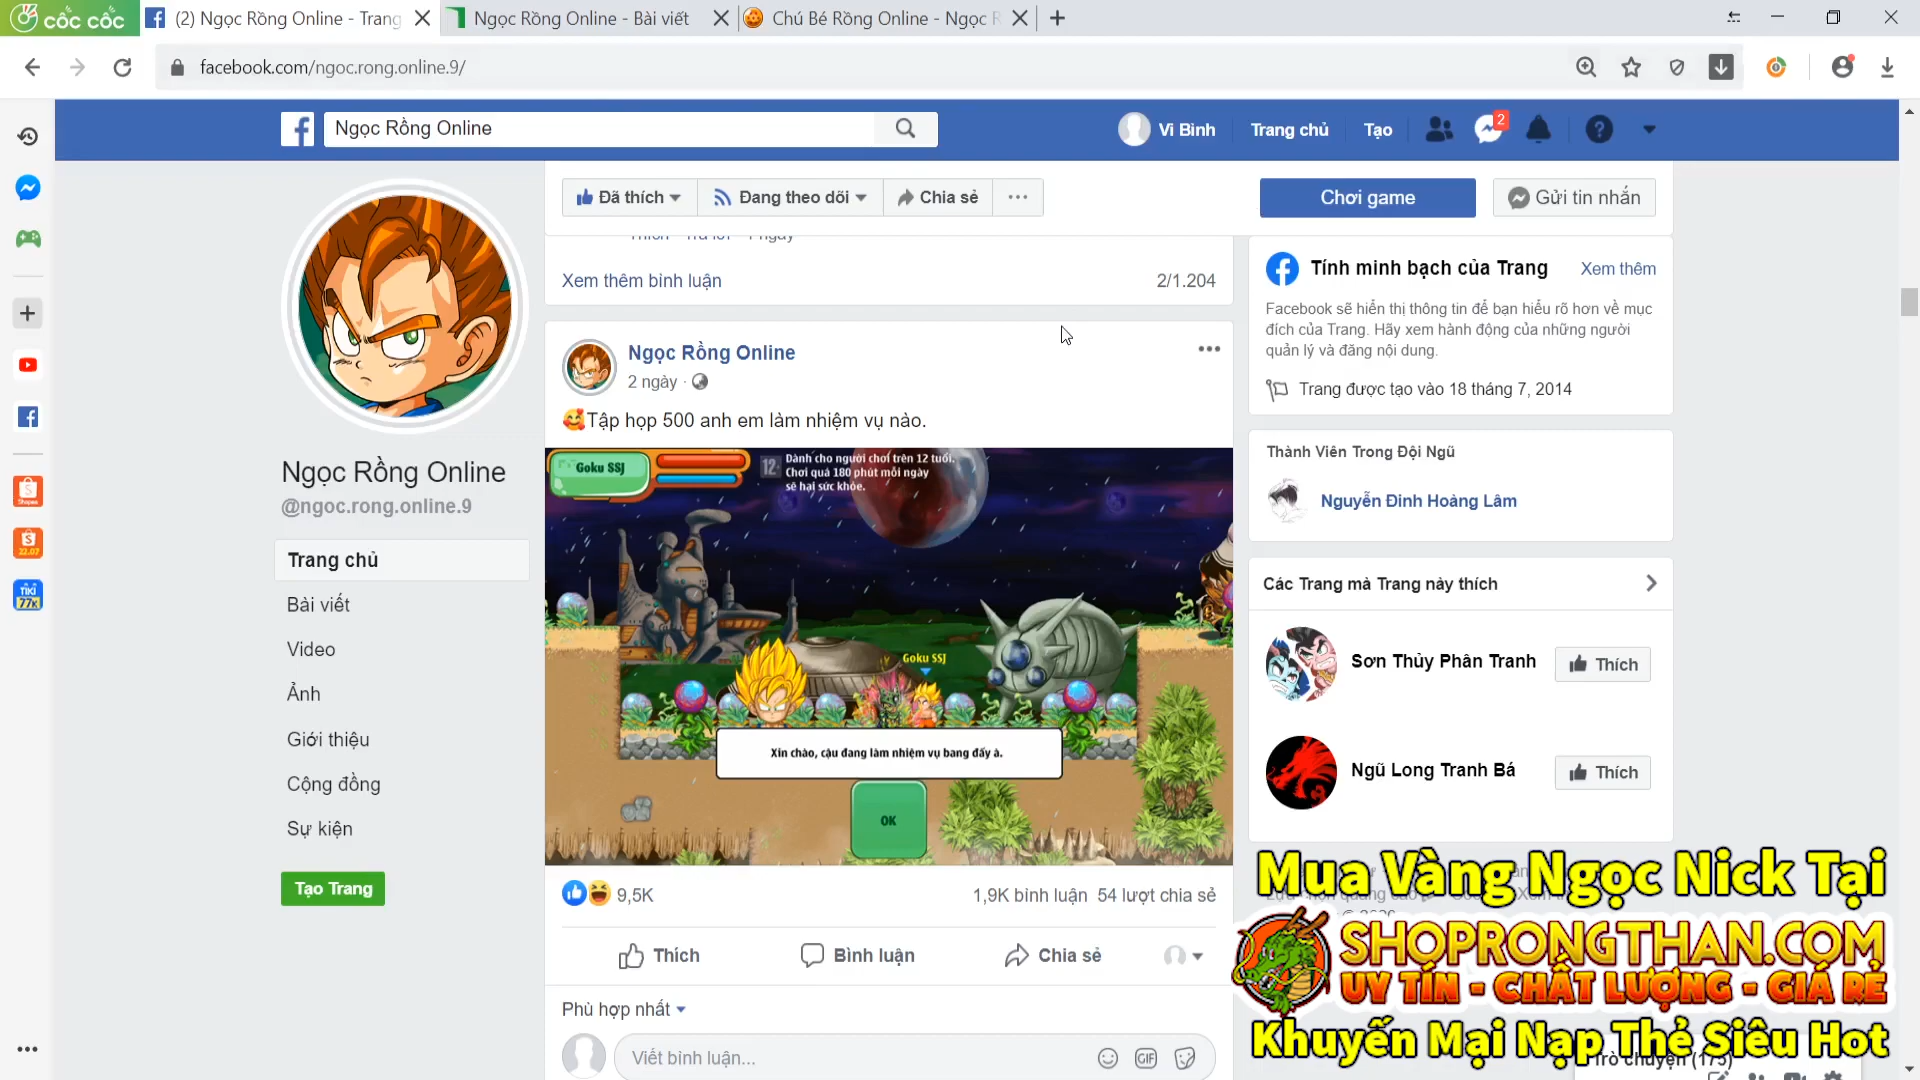 cốc cốc
(2) Ngọc Rồng Online - Trang
Ngọc Rồng Online - Bài viết
Chú Bé Rồng Online - Ngọc R
facebook.com/ngoc.rong.online.9/
Ngọc Rồng Online
Vi Bình
Trang chủ
Tạo
2
Đã thích
Đang theo dõi
Chia sẻ
Chơi game
Gửi tin nhắn
Xem thêm bình luận
2/1.204
Ngọc Rồng Online
2 ngày
🥰Tập họp 500 anh em làm nhiệm vụ nào.
Goku SSJ
12+
Dành cho người chơi trên 12 tuổi.
Chơi quá 180 phút mỗi ngày
sẽ hại sức khỏe.
Goku SSJ
Xin chào, cậu đang làm nhiệm vụ bang đấy à.
OK
9,5K
1,9K bình luận
54 lượt chia sẻ
Thích
Bình luận
Chia sẻ
Phù hợp nhất
Viết bình luận...
GIF
Ngọc Rồng Online
@ngoc.rong.online.9
Trang chủ
Bài viết
Video
Ảnh
Giới thiệu
Cộng đồng
Sự kiện
Tạo Trang
Tính minh bạch của Trang
Xem thêm
Facebook sẽ hiển thị thông tin để bạn hiểu rõ hơn về mục
đích của Trang. Hãy xem hành động của những người
quản lý và đăng nội dung.
Trang được tạo vào 18 tháng 7, 2014
Thành Viên Trong Đội Ngũ
Nguyễn Đình Hoàng Lâm
Các Trang mà Trang này thích
Sơn Thủy Phân Tranh
Thích
Ngũ Long Tranh Bá
Thích
Mua Vàng Ngọc Nick Tại
SHOPRONGTHAN.COM
UY TÍN - CHẤT LƯỢNG - GIÁ RẺ
Khuyến Mại Nạp Thẻ Siêu Hot
Trò chuyện (175)
Shopee
22.07
TIKI
77K